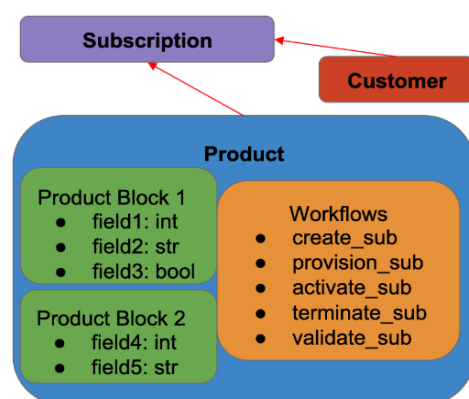 Subscription
Customer
Product
Product Block 1
● field1: int
● field2: str
● field3: bool
Workflows
● create_sub
● provision_sub
● activate_sub
● terminate_sub
● validate_sub
Product Block 2
● field4: int
● field5: str